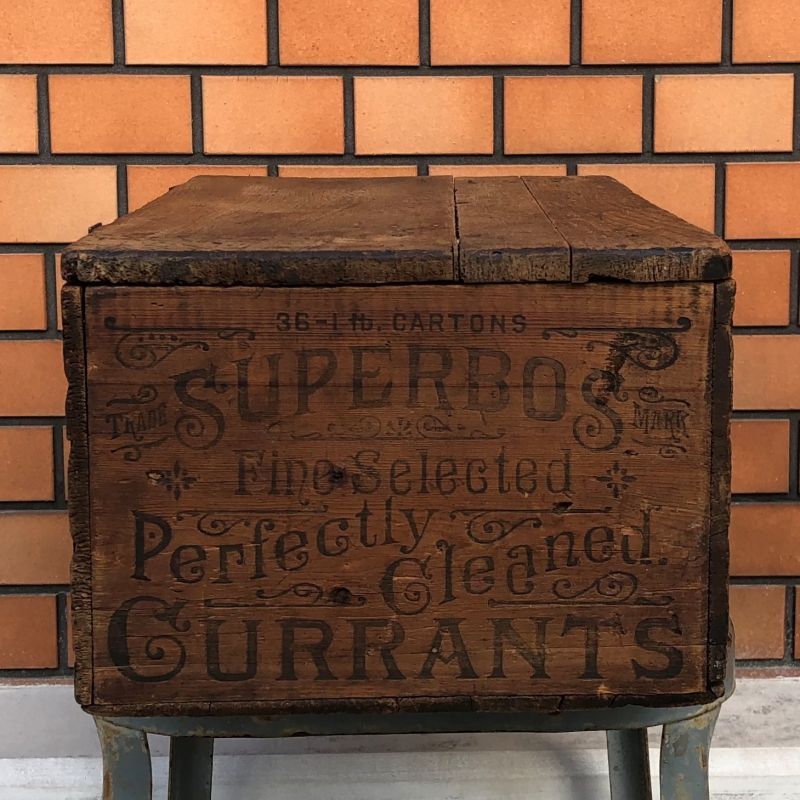 36-1 lb. CARTONS
SUPERBOS
TRADE MARK
Fine Selected
Perfectly Cleaned.
CURRANTS